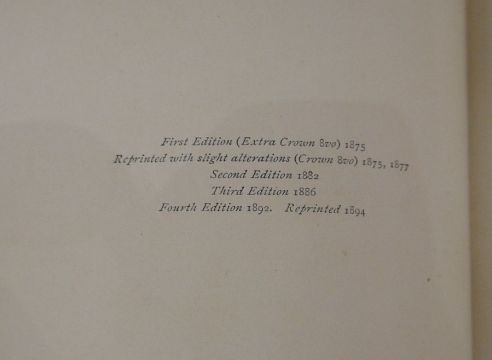 First Edition (Extra Crown 8vo) 1875
Reprinted with slight alterations (Crown 8vo) 1875, 1877
Second Edition 1882
Third Edition 1886
Fourth Edition 1892. Reprinted 1894